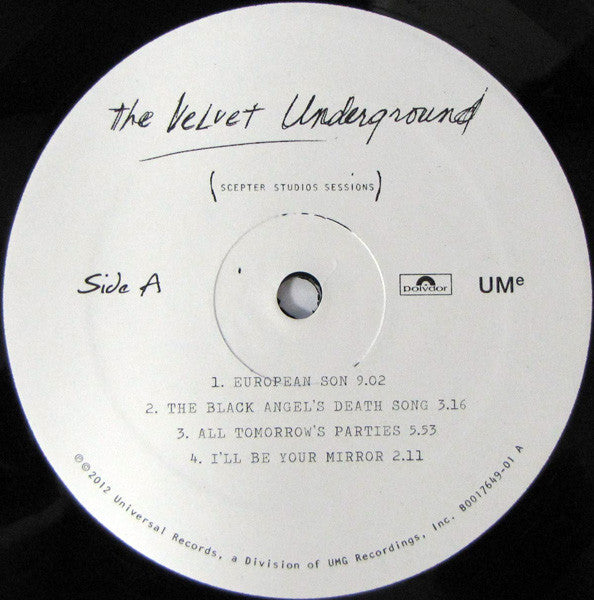 the Velvet Underground
(SCEPTER STUDIOS SESSIONS)
Side A
polydor
UMe
1. EUROPEAN SON 9.02
2. THE BLACK ANGEL'S DEATH SONG 3.16
3. ALL TOMORROW'S PARTIES 5.53
4. I'LL BE YOUR MIRROR 2.11
℗©2012 Universal Records, a Division of UMG Recordings, Inc. B0017649-01 A